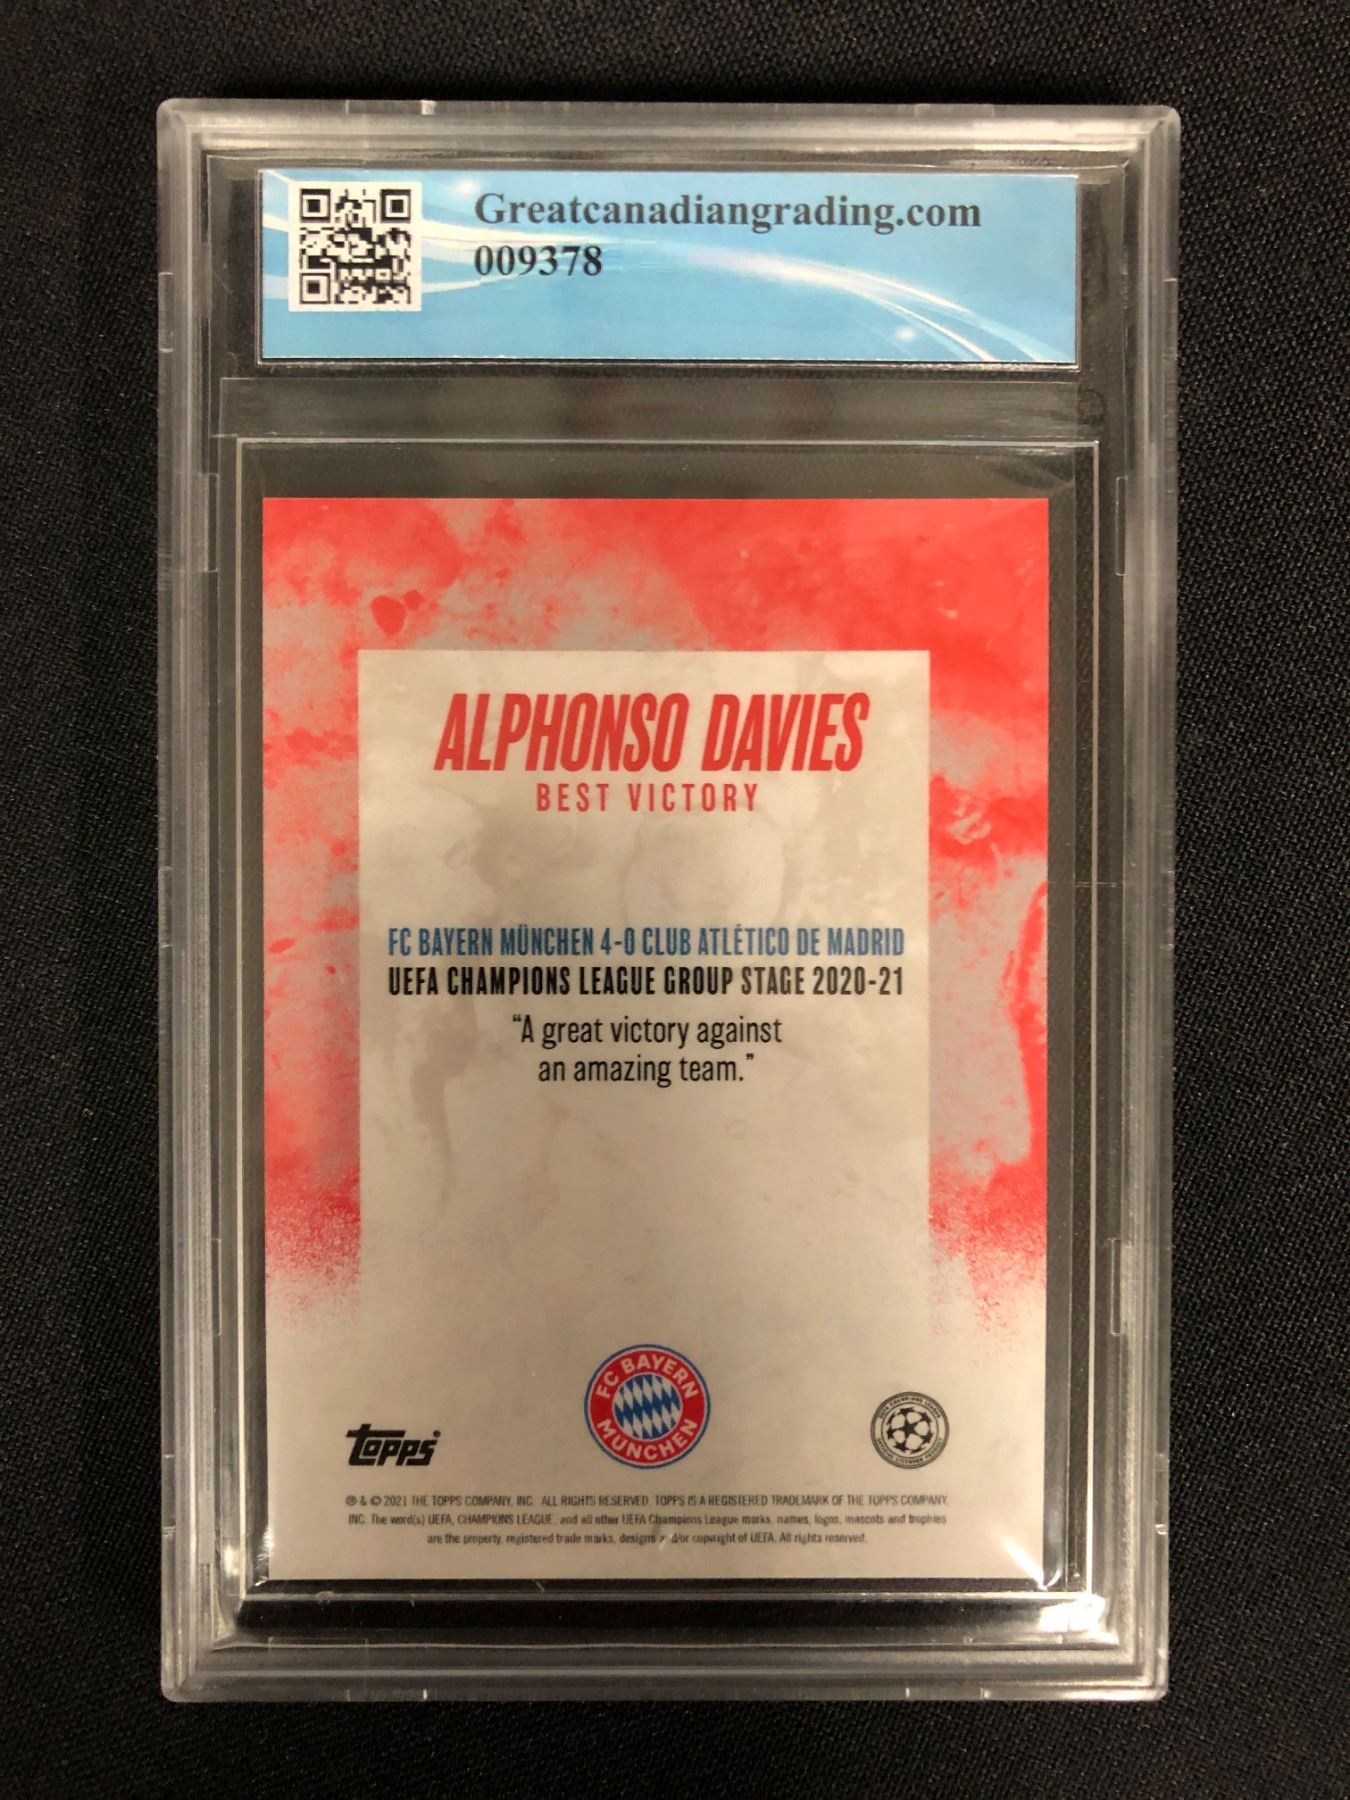 Greatcanadiangrading.com
009378
ALPHONSO DAVIES
BEST VICTORY
FC BAYERN MÜNCHEN 4-0 CLUB ATLÉTICO DE MADRID
UEFA CHAMPIONS LEAGUE GROUP STAGE 2020-21
“A great victory against
an amazing team.”
FC BAYERN
MÜNCHEN
topps
® & © 2021 THE TOPPS COMPANY, INC. ALL RIGHTS RESERVED. TOPPS IS A REGISTERED TRADEMARK OF THE TOPPS COMPANY,
INC. The word(s) UEFA, CHAMPIONS LEAGUE, and all other UEFA Champions League marks, names, logos, mascots and trophies
are the property, registered trade marks, designs and/or copyright of UEFA. All rights reserved.